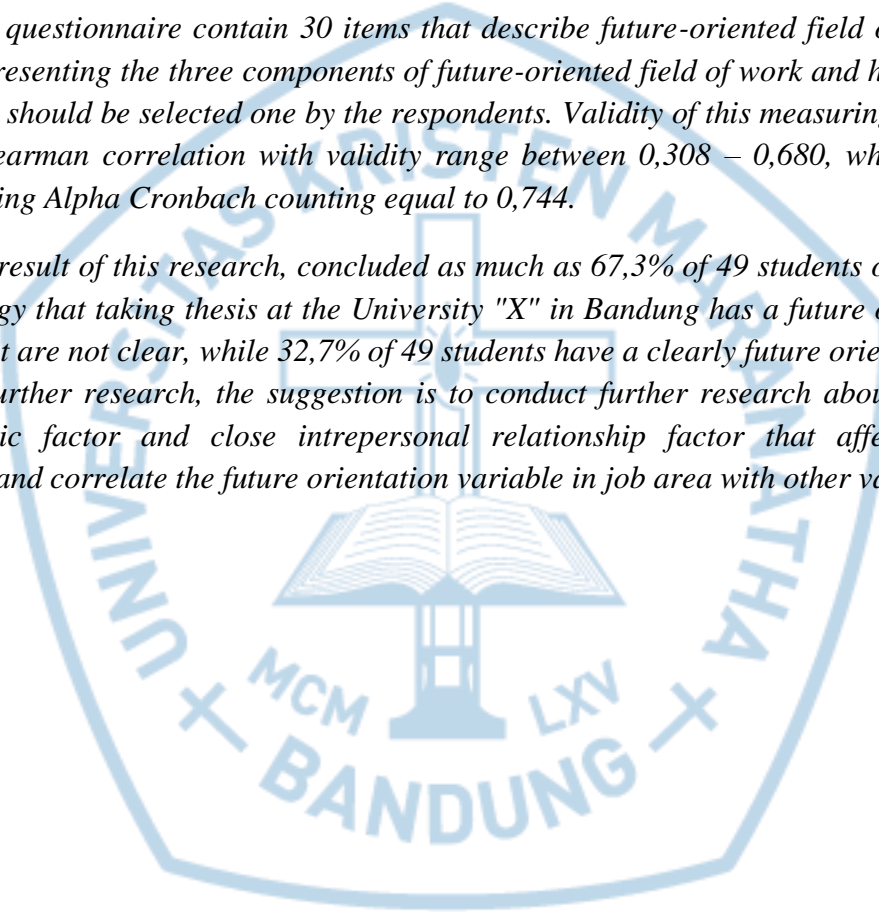 questionnaire contain 30 items that describe future-oriented field
resenting the three components of future-oriented field of work and
should be selected one by the respondents. Validity of this measuring
earman correlation with validity range between 0,308 – 0,680,
ing Alpha Cronbach counting equal to 0,744.
result of this research, concluded as much as 67,3% of 49 students
gy that taking thesis at the University "X" in Bandung has a future
t are not clear, while 32,7% of 49 students have a clearly future
urther research, the suggestion is to conduct further research
ic factor and close intrepersonal relationship factor that
and correlate the future orientation variable in job area with other
UNIVERSITAS KRISTEN MARANATHA
MCM LXV
BANDUNG